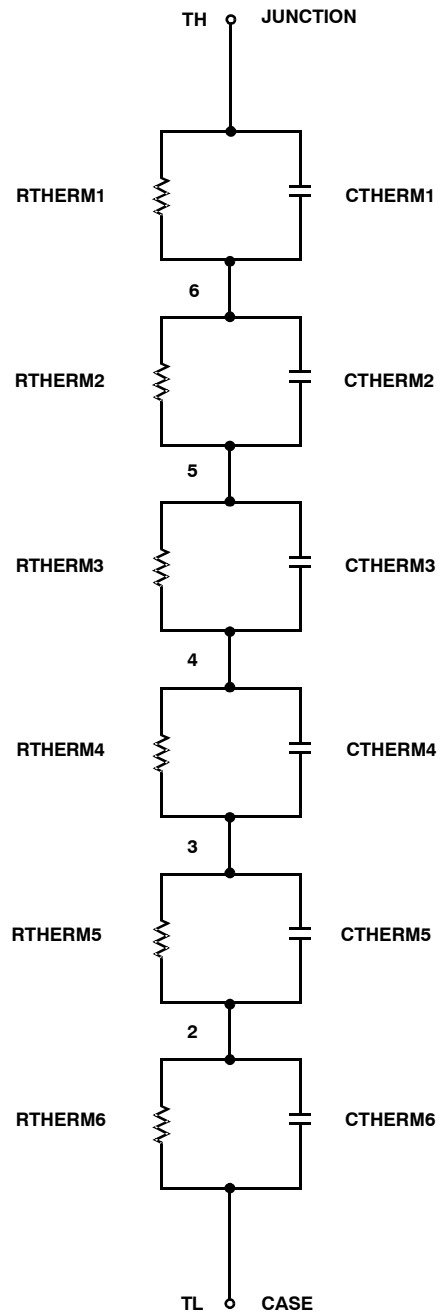 TH JUNCTION
RTHERM1 CTHERM1
6
RTHERM2 CTHERM2
5
RTHERM3 CTHERM3
4
RTHERM4 CTHERM4
3
RTHERM5 CTHERM5
2
RTHERM6 CTHERM6
TL CASE